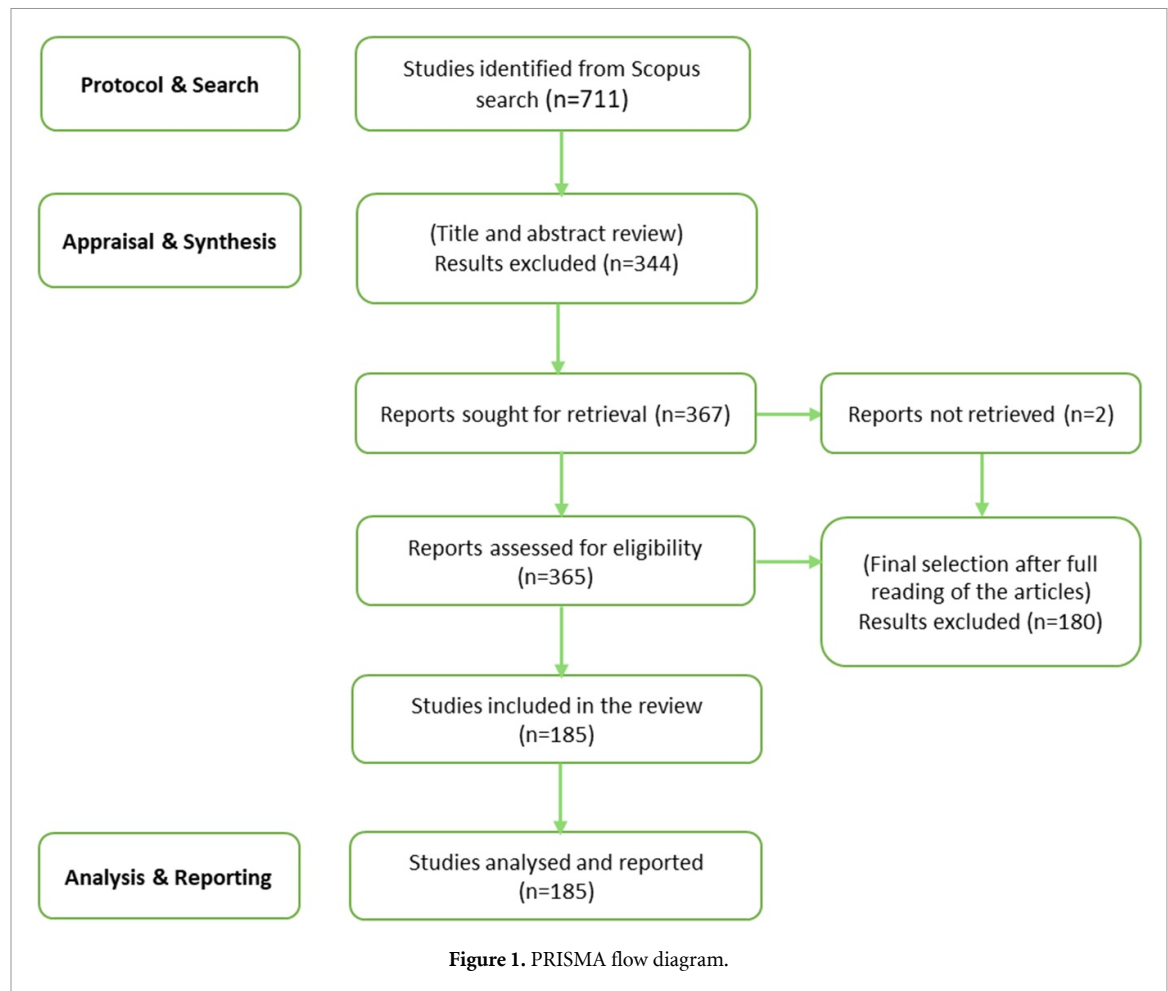 Protocol & Search
Studies identified from Scopus
search (n=711)
Appraisal & Synthesis
(Title and abstract review)
Results excluded (n=344)
Reports sought for retrieval (n=367)
Reports not retrieved (n=2)
Reports assessed for eligibility
(n=365)
(Final selection after full
reading of the articles)
Results excluded (n=180)
Studies included in the review
(n=185)
Analysis & Reporting
Studies analysed and reported
(n=185)
Figure 1. PRISMA flow diagram.